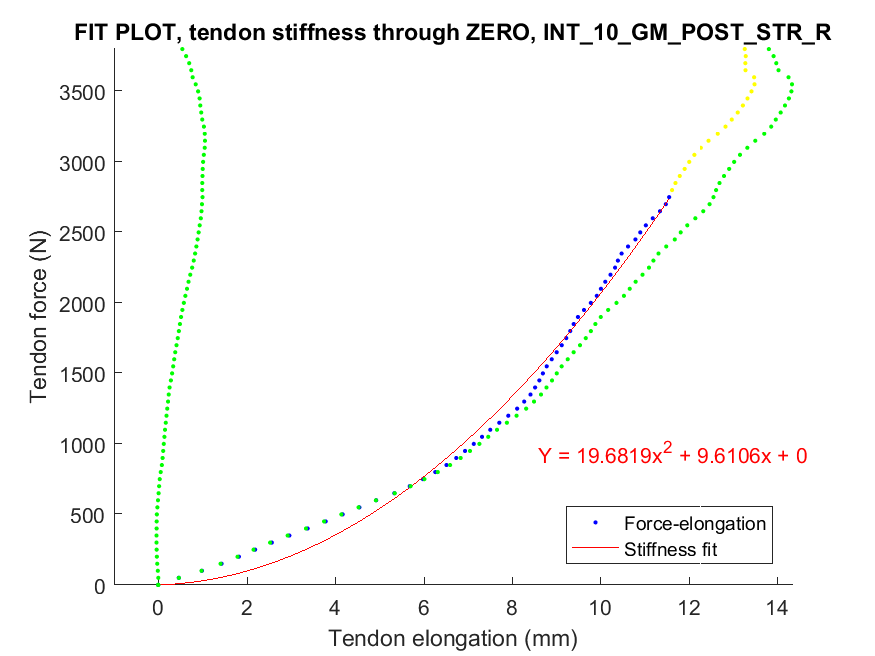 FIT PLOT, tendon stiffness through ZERO, INT_10_GM_POST_STR_R
Tendon force (N)
3500
3000
2500
2000
1500
1000
500
0
Y = 19.6819x² + 9.6106x + 0
Force-elongation
Stiffness fit
0 2 4 6 8 10 12 14
Tendon elongation (mm)